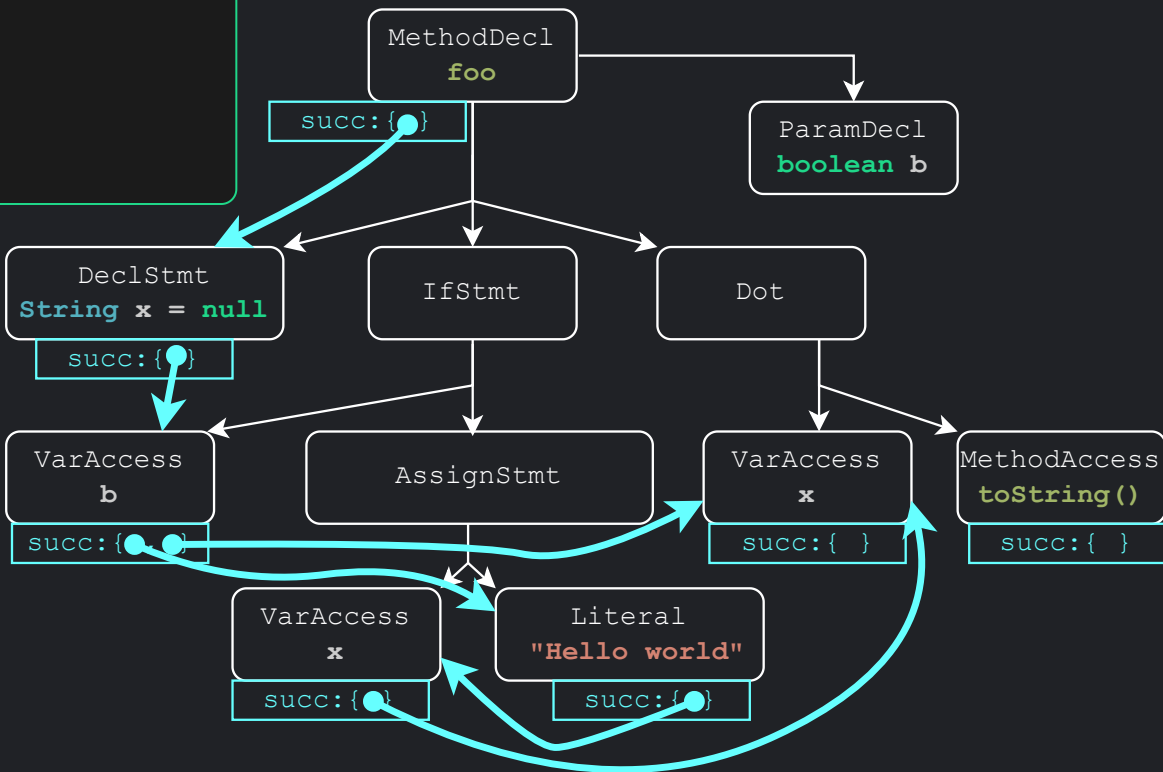 MethodDecl
foo
succ:{ }
ParamDecl
boolean b
DeclStmt
String x = null
succ:{ }
IfStmt
Dot
VarAccess
b
succ:{ , }
AssignStmt
VarAccess
x
succ:{ }
MethodAccess
toString()
succ:{ }
VarAccess
x
succ:{ }
Literal
"Hello world"
succ:{ }